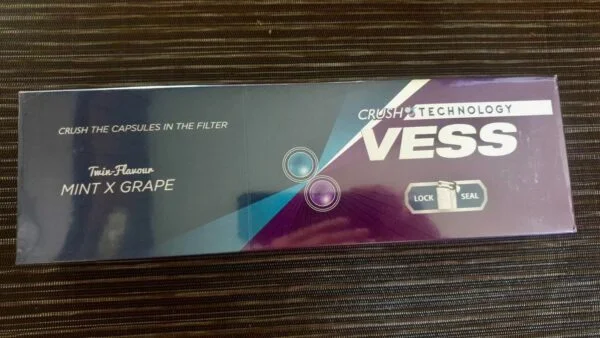 CRUSH THE CAPSULES IN THE FILTER
Twin-Flavour
MINT X GRAPE
CRUSH TECHNOLOGY
VESS
LOCK SEAL